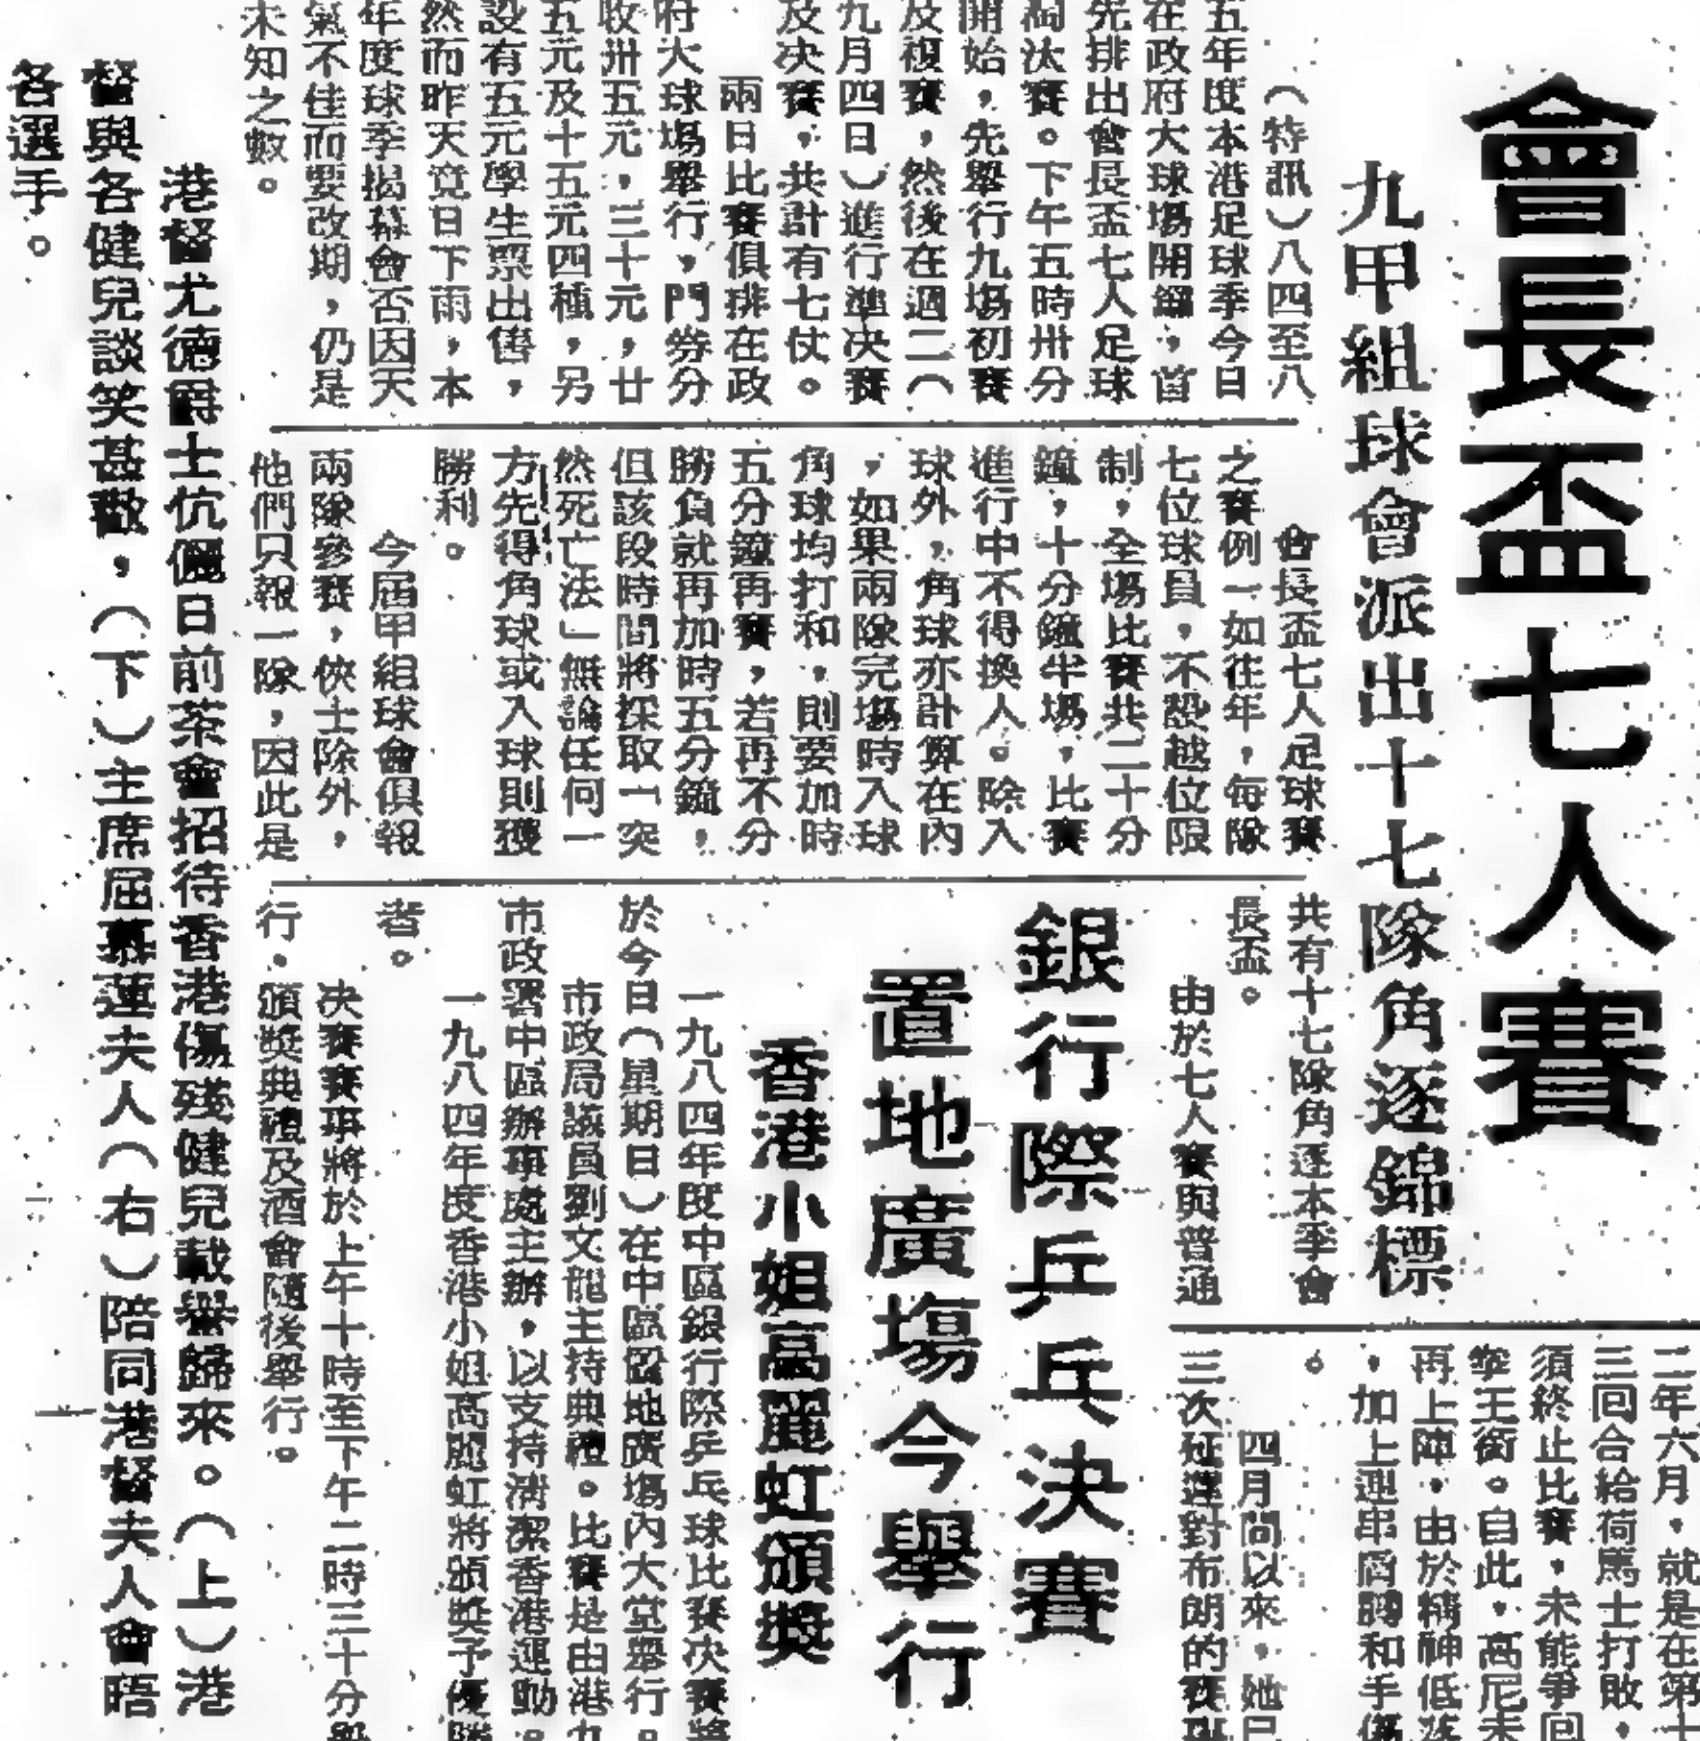 會長盃七人賽
九甲組球會派出十七隊角逐錦標
（特訊）八四至八
五年度本港足球季今日
在政府大球塲開鑼，首
先排出會長盃七人足球
淘汰賽。下午五時卅分
開始，先舉行九塲初賽
及複賽，然後在週二（
九月四日）進行準決賽
及決賽，共計有七仗。
兩日比賽俱排在政
府大球塲舉行，門券分
收卅五元，三十元，廿
五元及十五元四種，另
設有五元學生票出售，
然而昨天竟日下雨，本
年度球季揭幕會否因天
氣不佳而要改期，仍是
未知之數。
會長盃七人足球賽
之賽例一如往年，每隊
七位球員，不設越位限
制，全塲比賽共二十分
鐘，十分鐘半塲，比賽
進行中不得換人。除入
球外，角球亦計算在內
，如果兩隊完塲時入球
角球均打和，則要加時
五分鐘再賽，若再不分
勝負就再加時五分鐘，
但該段時間將採取「突
然死亡法」無論任何一
方先得角球或入球則獲
勝利。
今屆甲組球會俱報
兩隊參賽，俠士除外，
他們只報一隊，因此是
共有十七隊角逐本季會
長盃。
由於七人賽與普通
銀行際乒乓決賽
置地廣塲今舉行
香港小姐高麗虹頒獎
一九八四年度中區銀行際乒乓球比賽決賽將
於今日（星期日）在中區置地廣塲內大堂舉行。
市政局議員劉文龍主持典禮。比賽是由港九
市政署中區辦事處主辦，以支持清潔香港運動。
一九八四年度香港小姐高麗虹將頒獎予優勝
者。
決賽賽事將於上午十時至下午二時三十分舉
行。頒獎典禮及酒會隨後舉行。
港督尤德爵士伉儷日前茶會招待香港傷殘健兒載譽歸來。（上）港
督與各健兒談笑甚歡，（下）主席屈慕蓮夫人（右）陪同港督夫人會晤
各選手。
二年六月，就是在第十
三回合給荷馬士打敗，
須終止比賽，未能爭回
拳王銜。自此，高尼未
再上陣，由於精神低落
，加上連串官司和手傷
。
四月間以來，她已
三次延遲對布朗的賽事